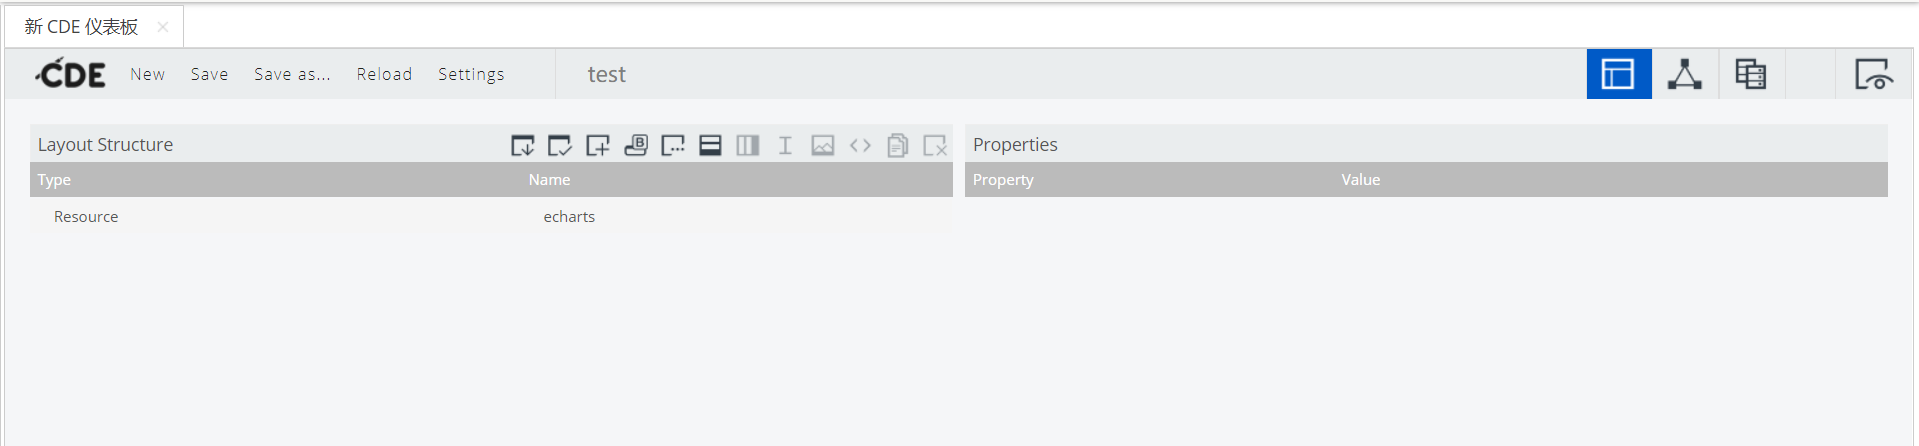 新 CDE 仪表板
CDE New Save Save as... Reload Settings test
Layout Structure
Properties
Type Name
Property Value
Resource echarts